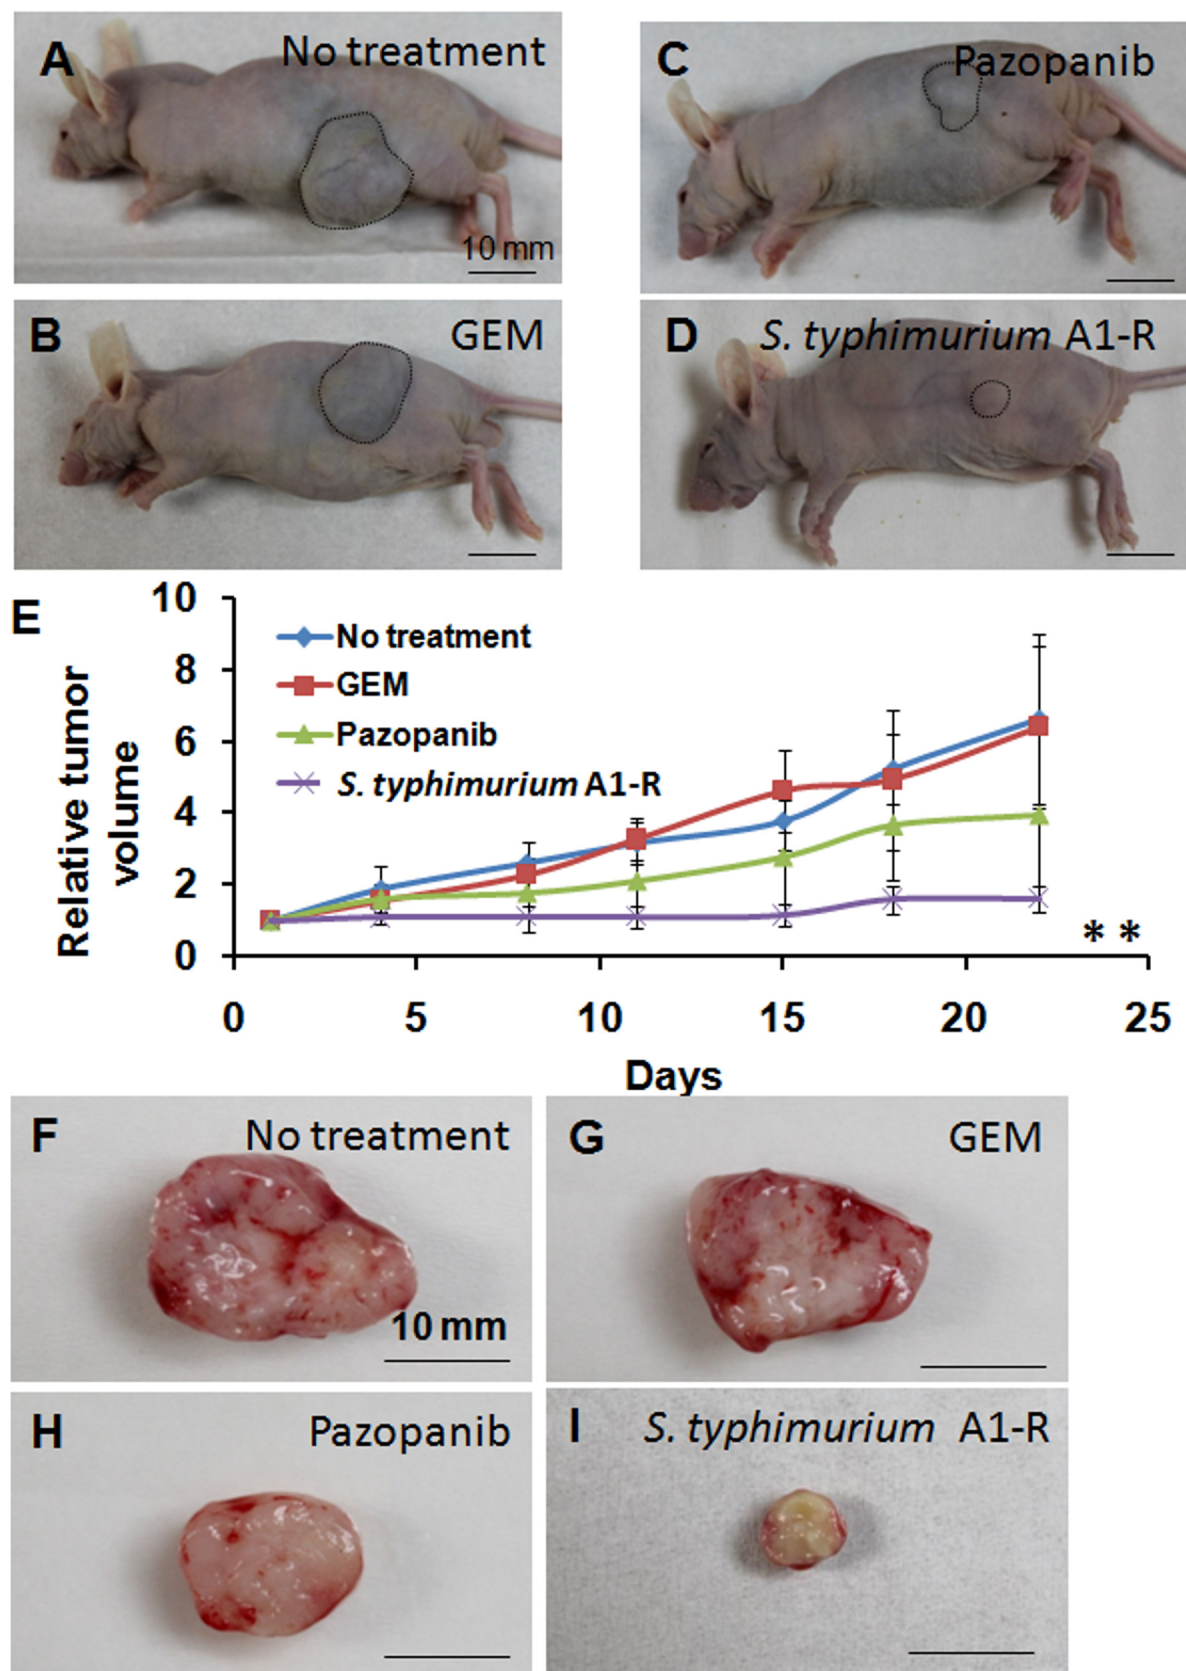 A
No treatment
10 mm
C
Pazopanib
B
GEM
D
S. typhimurium A1-R
E
10
8
6
4
2
0
Relative tumor
volume
No treatment
GEM
Pazopanib
S. typhimurium A1-R
* *
0
5
10
15
20
25
Days
F
No treatment
10 mm
G
GEM
H
Pazopanib
I
S. typhimurium A1-R